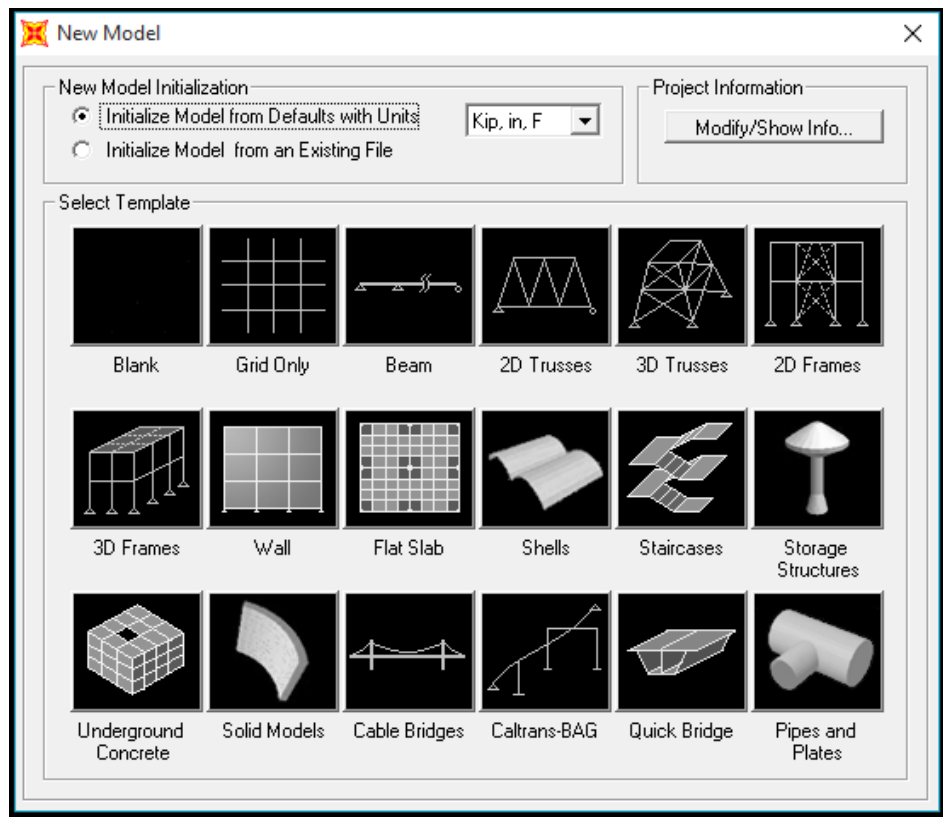 New Model
New Model Initialization
Initialize Model from Defaults with Units
Kip, in, F
Initialize Model from an Existing File
Project Information
Modify/Show Info...
Select Template
Blank
Grid Only
Beam
2D Trusses
3D Trusses
2D Frames
3D Frames
Wall
Flat Slab
Shells
Staircases
Storage
Structures
Underground
Concrete
Solid Models
Cable Bridges
Caltrans-BAG
Quick Bridge
Pipes and
Plates